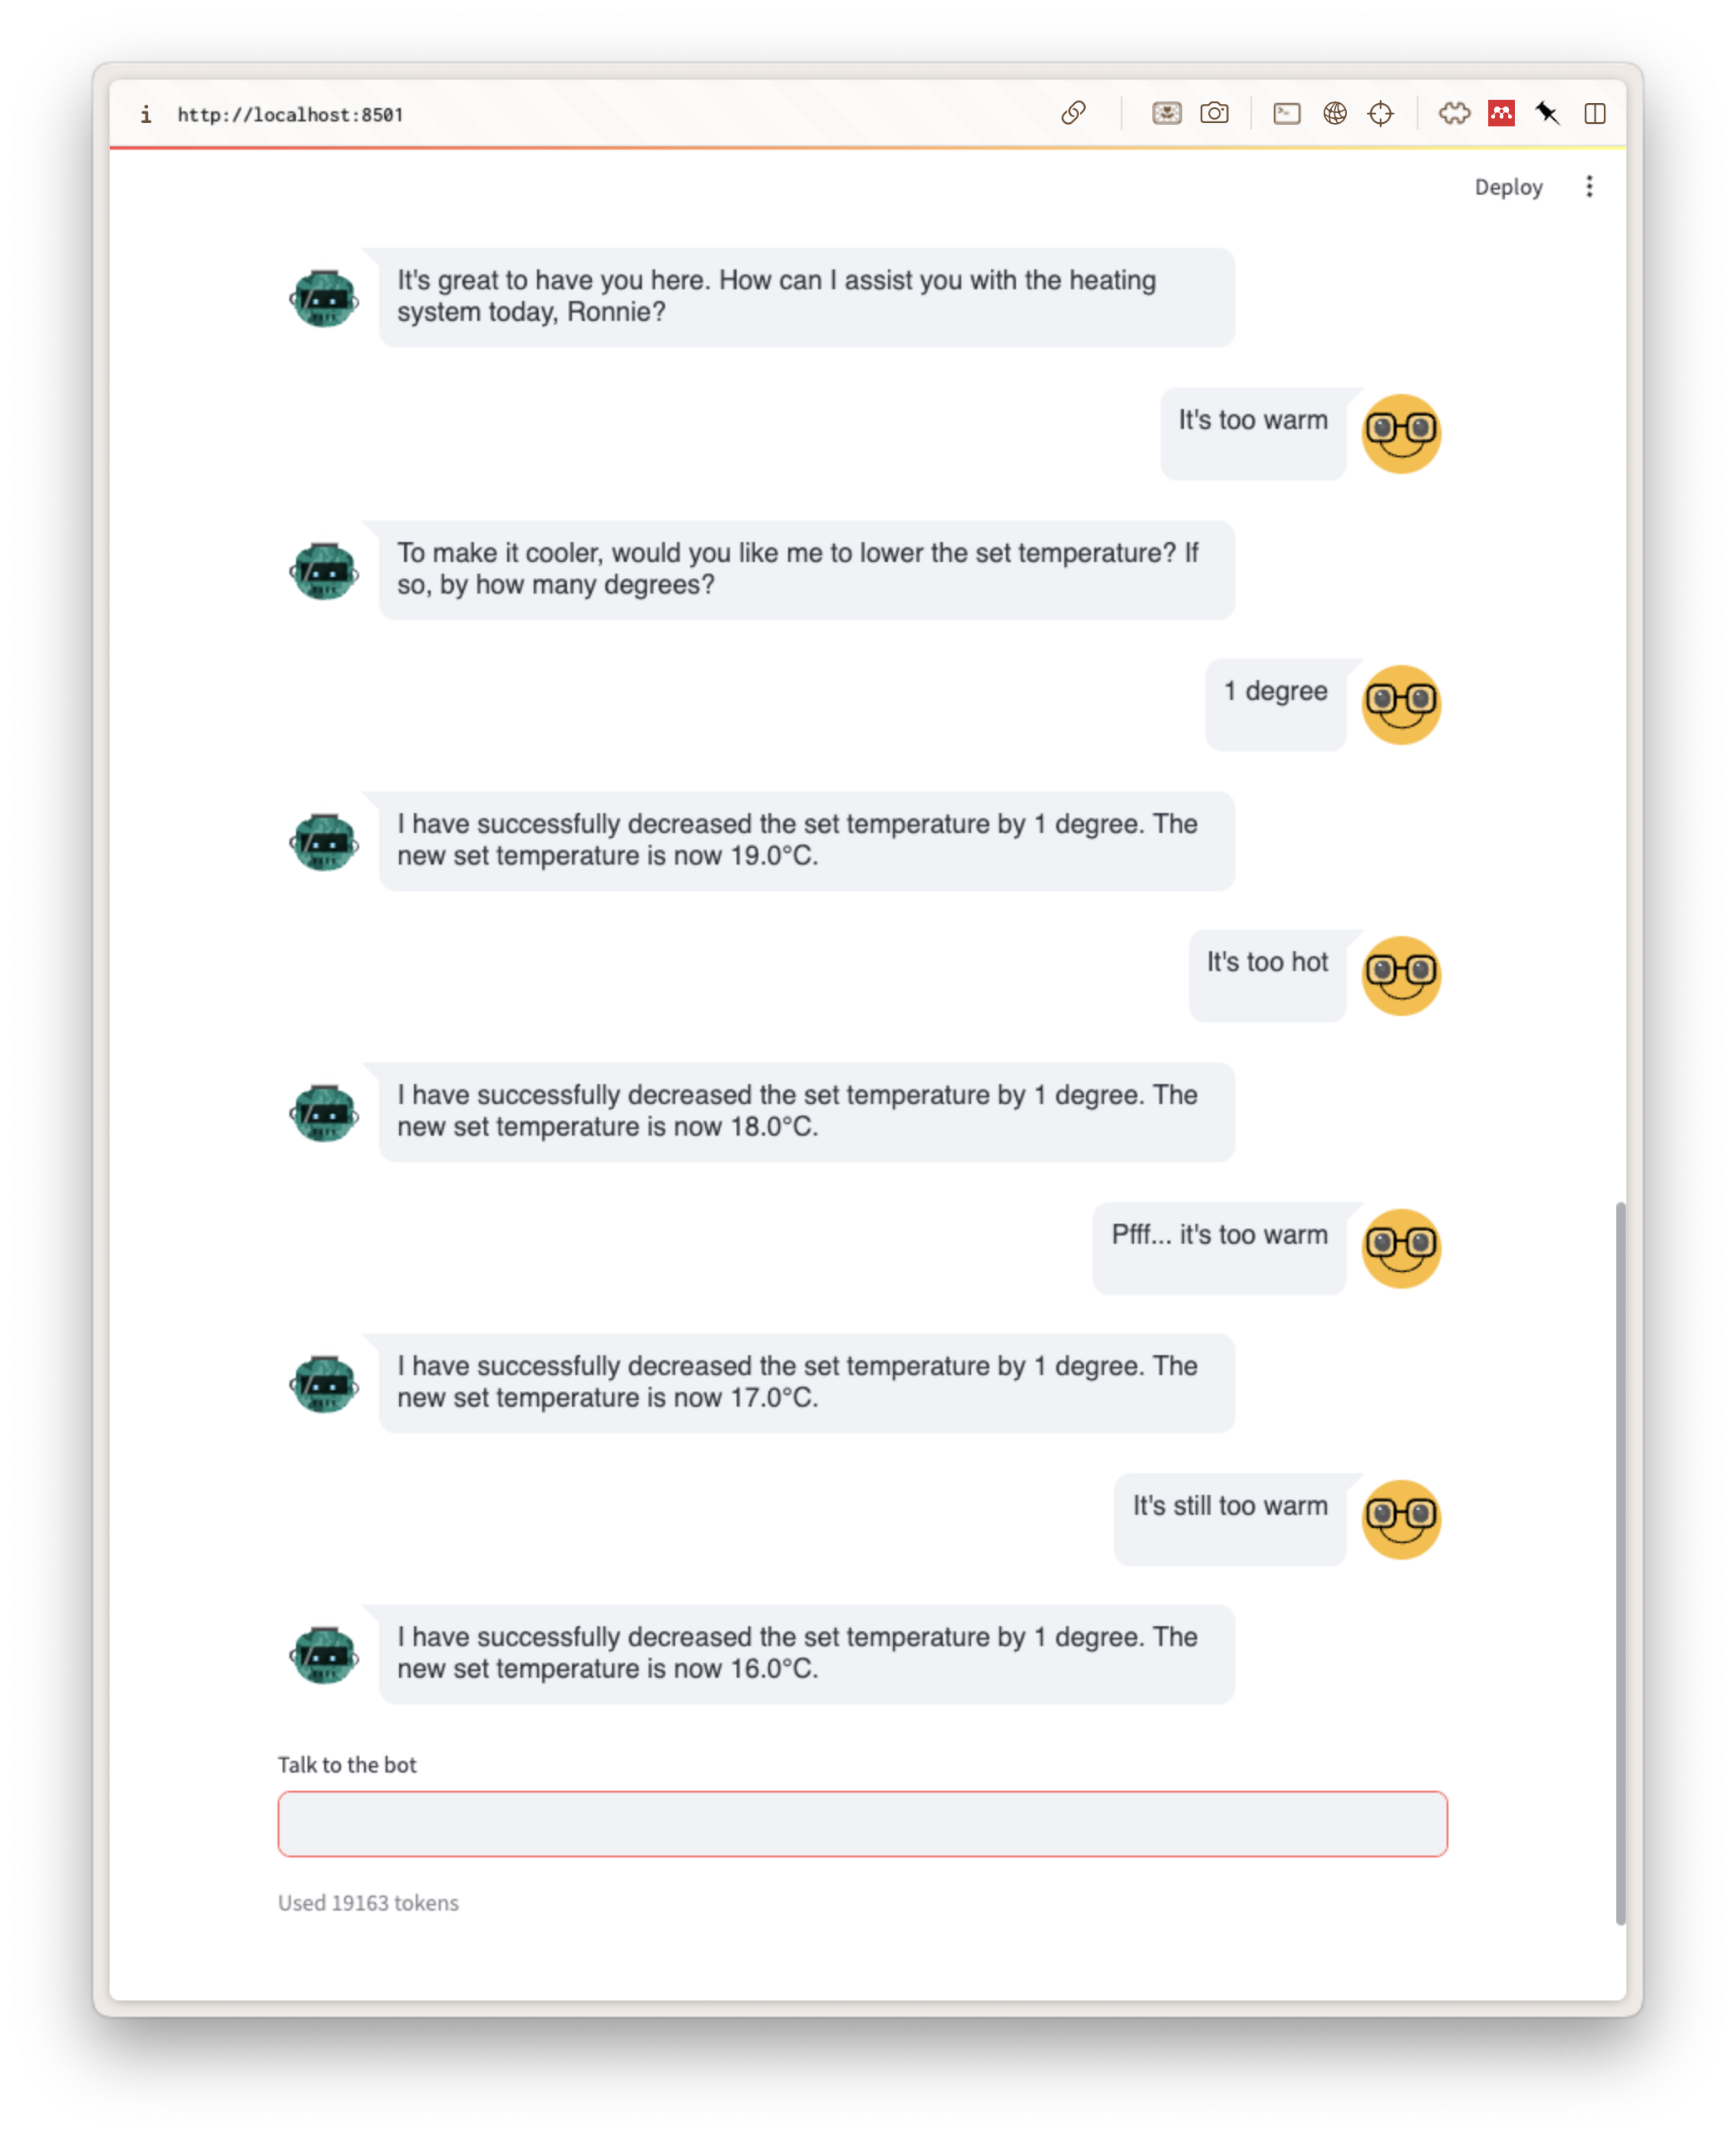 i http://localhost:8501
Deploy
It's great to have you here. How can I assist you with the heating
system today, Ronnie?
It's too warm
To make it cooler, would you like me to lower the set temperature? If
so, by how many degrees?
1 degree
I have successfully decreased the set temperature by 1 degree. The
new set temperature is now 19.0°C.
It's too hot
I have successfully decreased the set temperature by 1 degree. The
new set temperature is now 18.0°C.
Pfff... it's too warm
I have successfully decreased the set temperature by 1 degree. The
new set temperature is now 17.0°C.
It's still too warm
I have successfully decreased the set temperature by 1 degree. The
new set temperature is now 16.0°C.
Talk to the bot
Used 19163 tokens